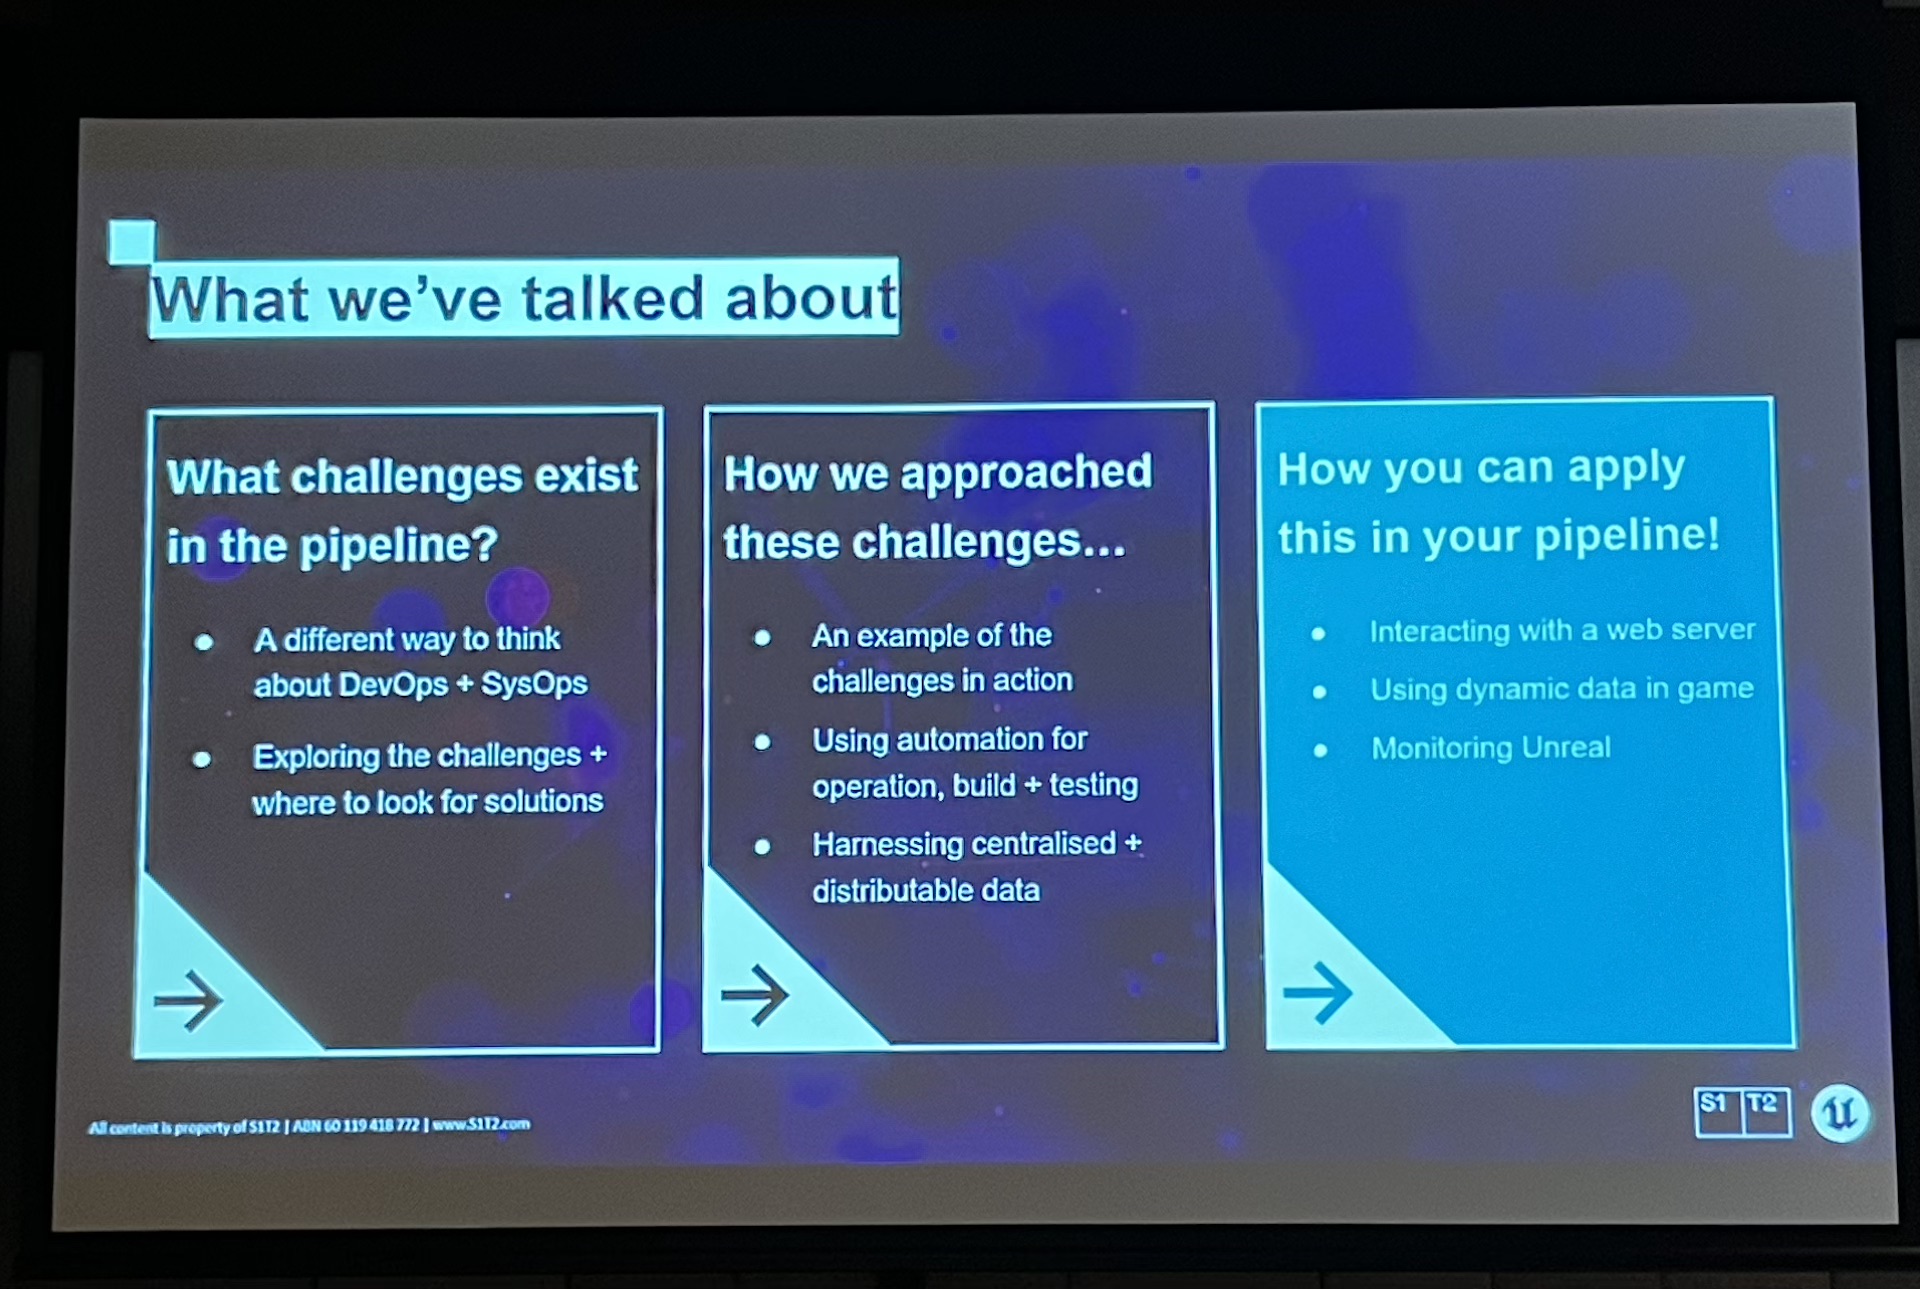 What we've talked about
What challenges exist
in the pipeline?
● A different way to think
about DevOps + SysOps
● Exploring the challenges +
where to look for solutions
How we approached
these challenges...
● An example of the
challenges in action
● Using automation for
operation, build + testing
● Harnessing centralised +
distributable data
How you can apply
this in your pipeline!
● Interacting with a web server
● Using dynamic data in game
● Monitoring Unreal
All content is property of S1T2 | ABN 60 119 418 772 | www.S1T2.com
S1 T2
U